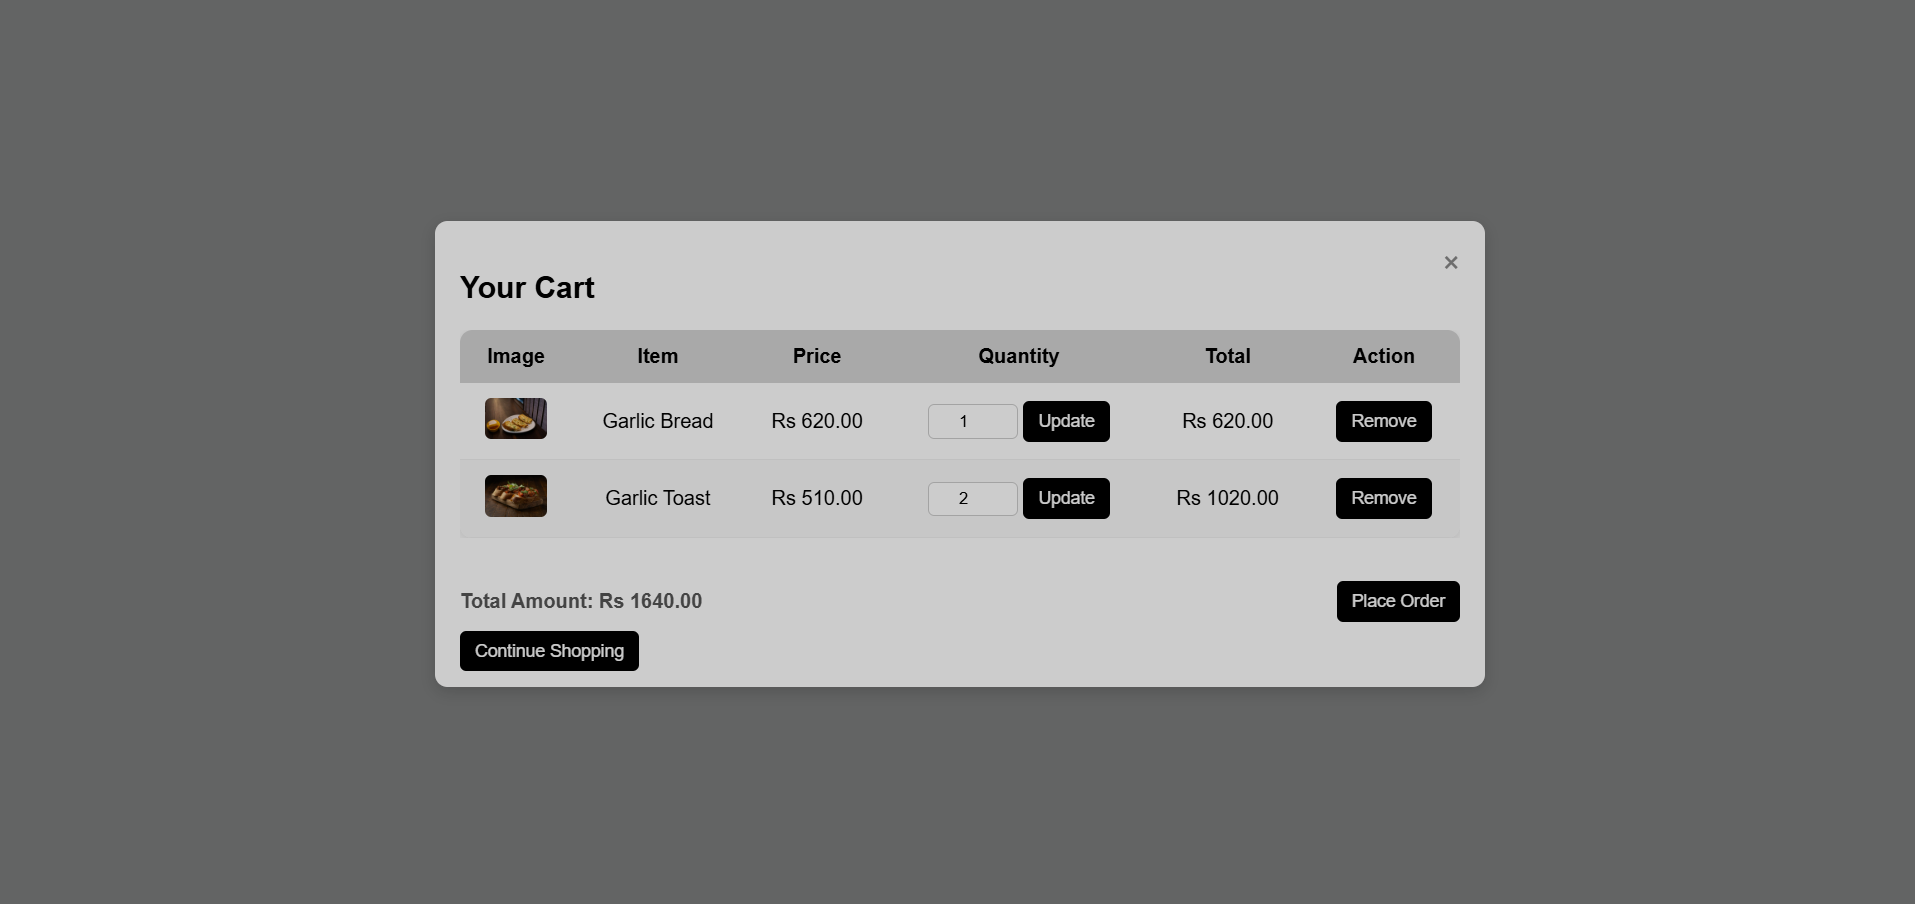 ×
Your Cart
Image Item Price Quantity Total Action
Garlic Bread Rs 620.00 1 Update Rs 620.00 Remove
Garlic Toast Rs 510.00 2 Update Rs 1020.00 Remove
Total Amount: Rs 1640.00 Place Order
Continue Shopping